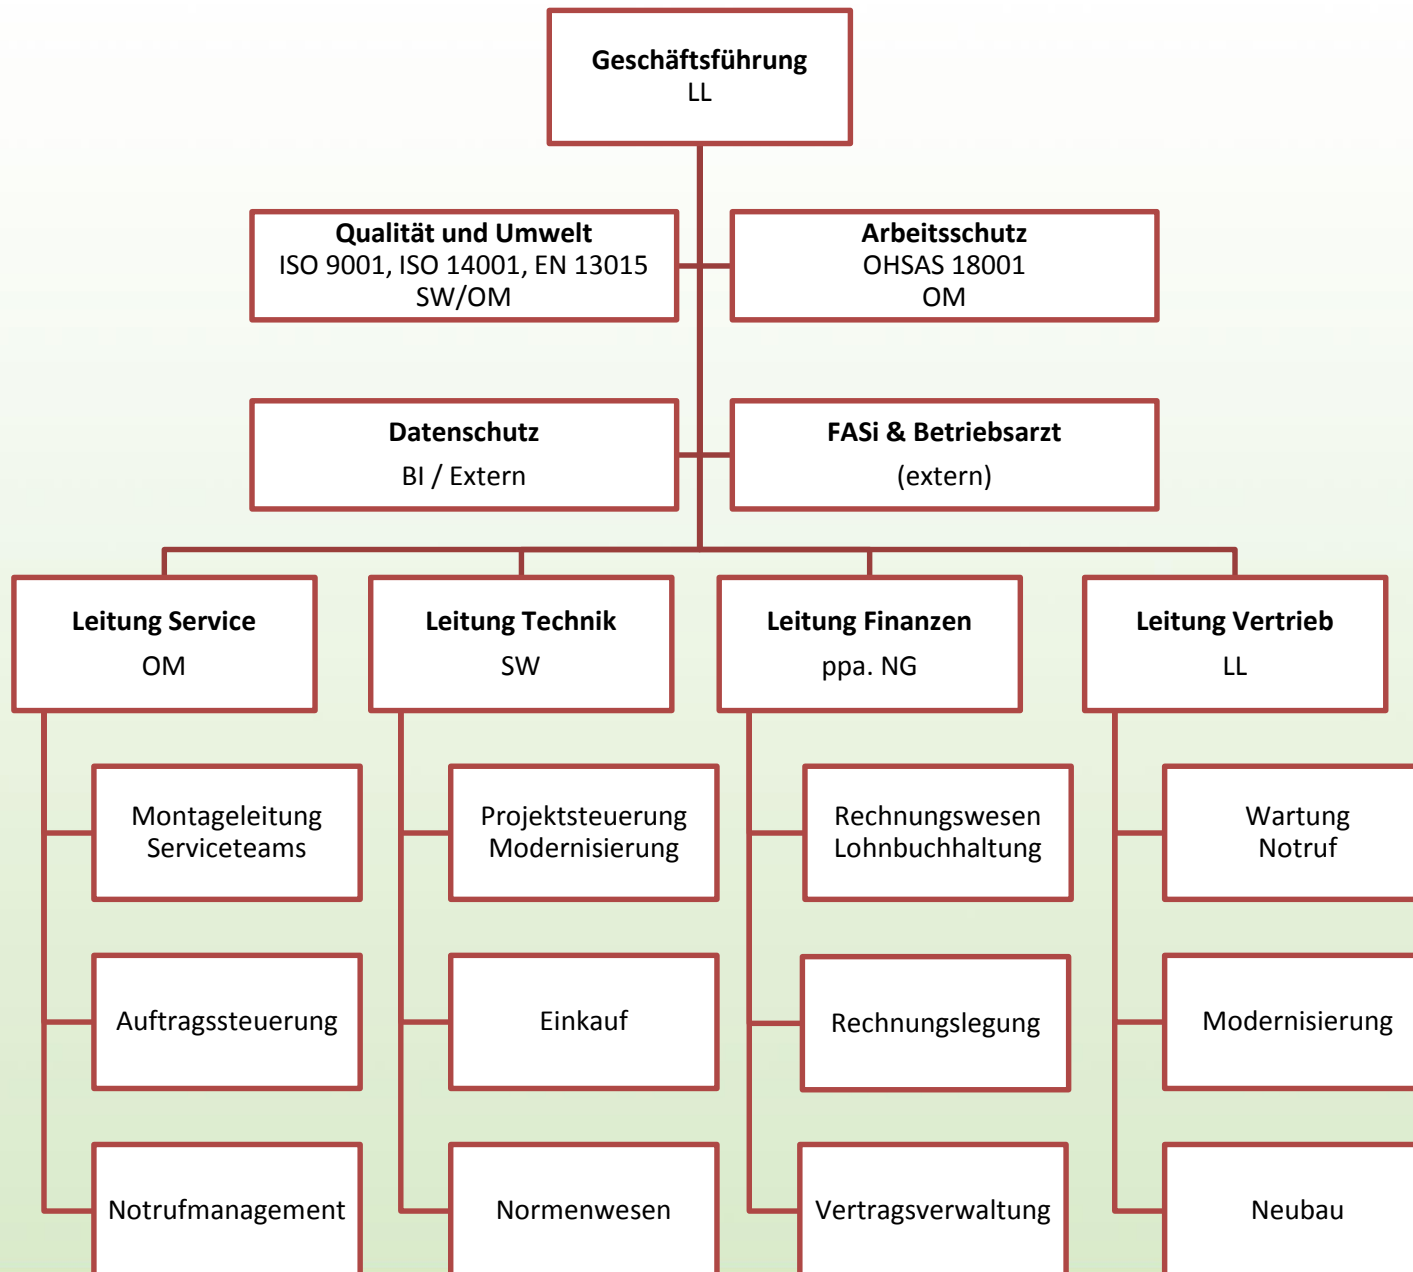 Geschäftsführung
LL
Qualität und Umwelt
ISO 9001, ISO 14001, EN 13015
SW/OM
Arbeitsschutz
OHSAS 18001
OM
Datenschutz
BI / Extern
FASi & Betriebsarzt
(extern)
Leitung Service
OM
Leitung Technik
SW
Leitung Finanzen
ppa. NG
Leitung Vertrieb
LL
Montageleitung
Serviceteams
Projektsteuerung
Modernisierung
Rechnungswesen
Lohnbuchhaltung
Wartung
Notruf
Auftragssteuerung
Einkauf
Rechnungslegung
Modernisierung
Notrufmanagement
Normenwesen
Vertragsverwaltung
Neubau